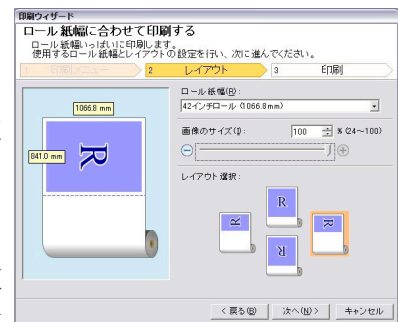 印刷ウィザード
ロール紙幅に合わせて印刷する
ロール紙幅いっぱいに印刷します。
使用するロール紙幅とレイアウトの設定を行い、次に進んでください。
1 印刷メニュー 2 レイアウト 3 印刷
ロール紙幅(R):
42インチロール (1066.8mm)
1066.8 mm
841.0 mm
R
画像のサイズ(I): 100 % (24～100)
レイアウト選択:
R
R
R
R
< 戻る(B) 次へ(N) > キャンセル